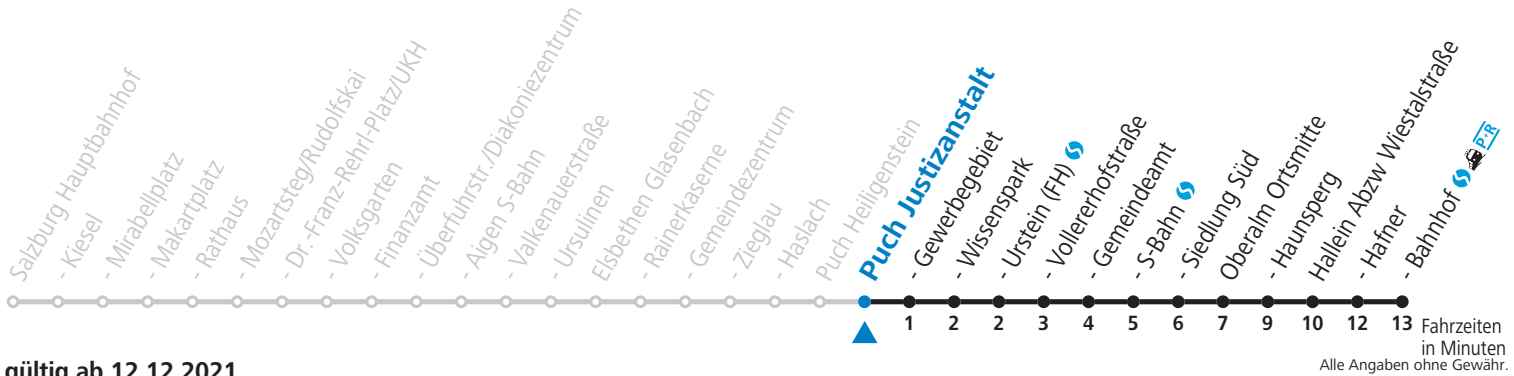 Salzburg Hauptbahnhof
- Kiesel
- Mirabellplatz
- Makartplatz
- Rathaus
- Mozartsteg/Rudolfskai
- Dr.-Franz-Rehrl-Platz/UKH
- Volksgarten
- Finanzamt
- Überfuhrstr./Diakoniezentrum
- Aigen S-Bahn
- Valkenauerstraße
- Ursulinen
Elsbethen Glasenbach
- Rainerkaserne
- Gemeindezentrum
- Zieglau
- Haslach
Puch Heiligenstein
Puch Justizanstalt
- Gewerbegebiet
- Wissenspark
- Urstein (FH)
- Vollererhofstraße
- Gemeindeamt
- S-Bahn
- Siedlung Süd
Oberalm Ortsmitte
- Haunsperg
Hallein Abzw Wiestalstraße
- Hafner
- Bahnhof
P+R
1 2 2 3 4 5 6 7 9 10 12 13 Fahrzeiten
in Minuten
Alle Angaben ohne Gewähr.
gültig ab 12.12.2021